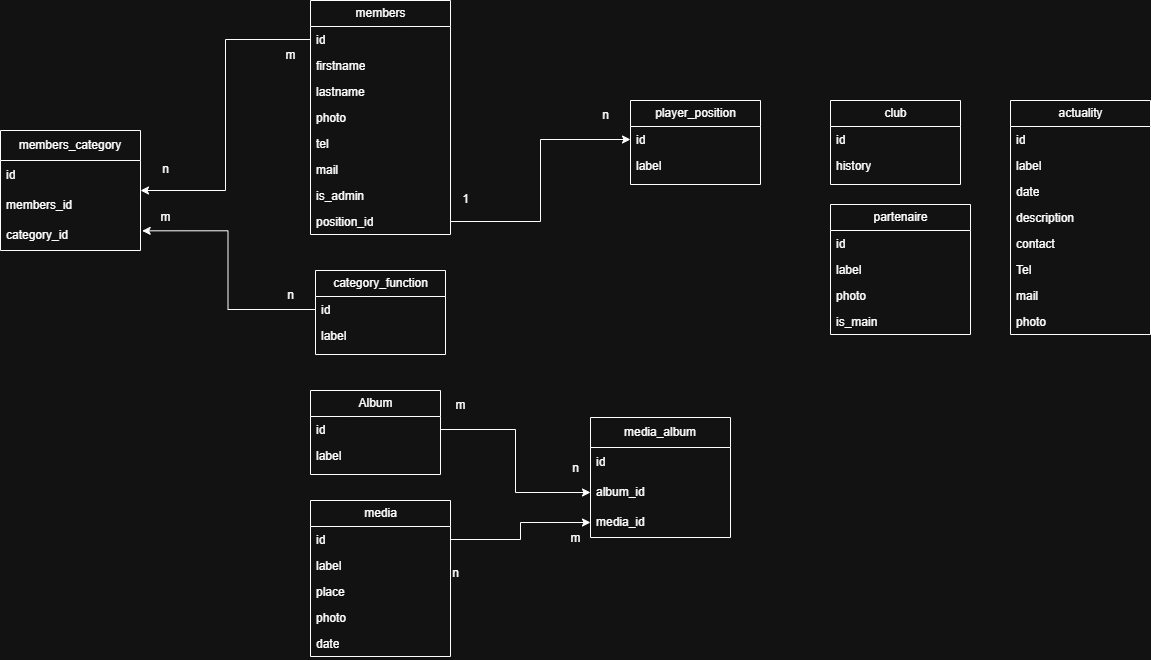 members
id
m
firstname
lastname
photo
tel
mail
is_admin
position_id
members_category
id
members_id
category_id
n
m
1
n
player_position
id
label
club
id
history
actuality
id
label
date
description
contact
Tel
mail
photo
partenaire
id
label
photo
is_main
category_function
n
id
label
Album
m
id
label
media_album
n
id
album_id
media_id
m
media
id
label
n
place
photo
date